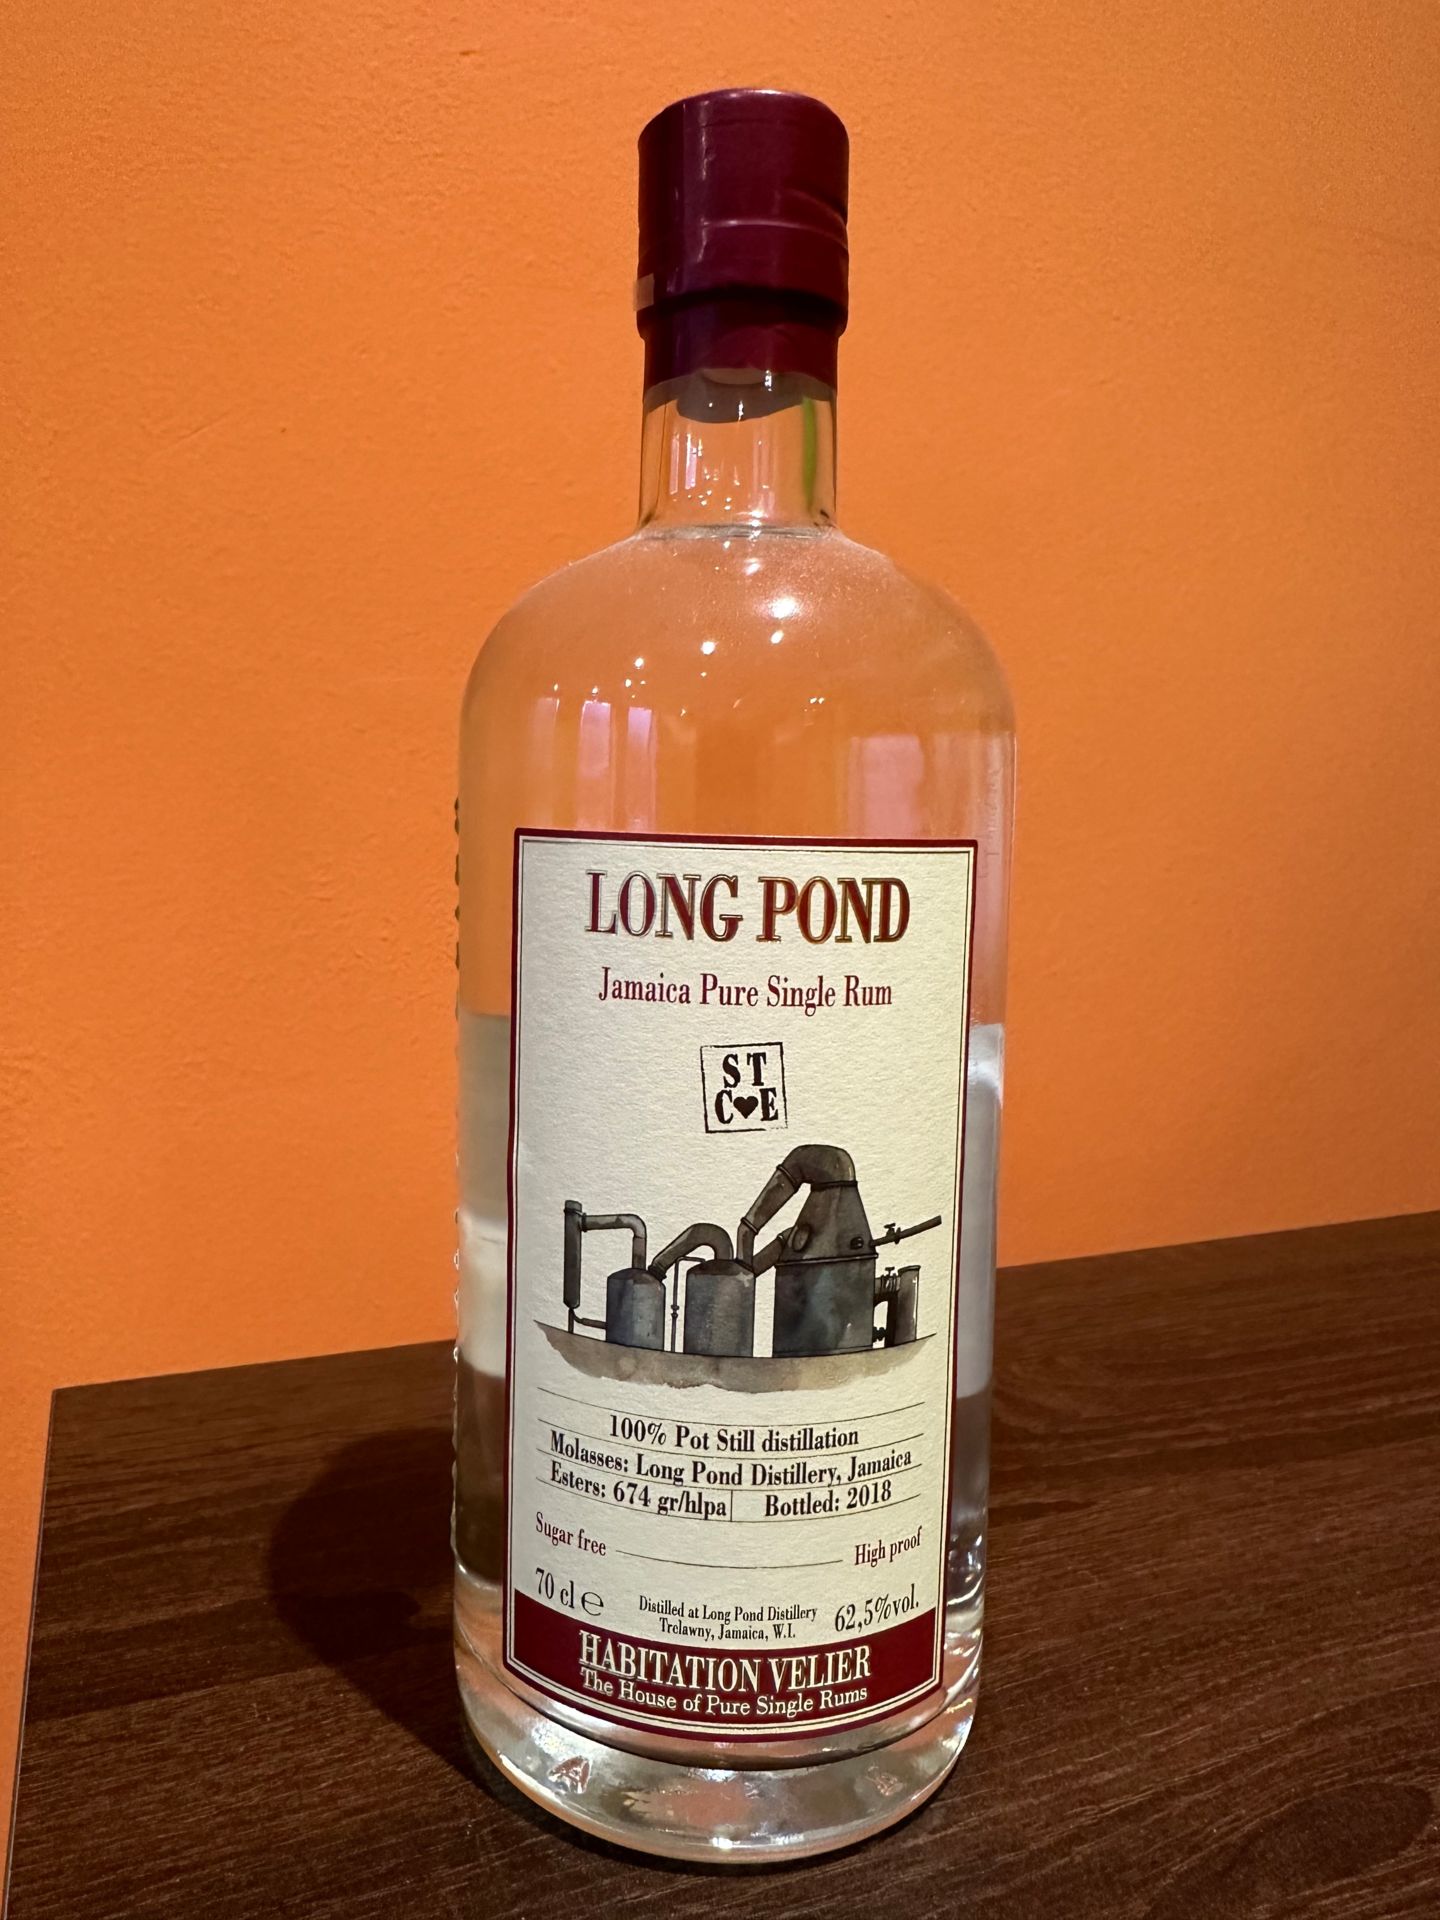 LONG POND
Jamaica Pure Single Rum
S T
C♥E
100% Pot Still distillation
Molasses: Long Pond Distillery, Jamaica
Esters: 674 gr/hlpa Bottled: 2018
Sugar free High proof
70 cl ℮ Distilled at Long Pond Distillery 62,5%vol.
Trelawny, Jamaica, W.I.
HABITATION VELIER
The House of Pure Single Rums